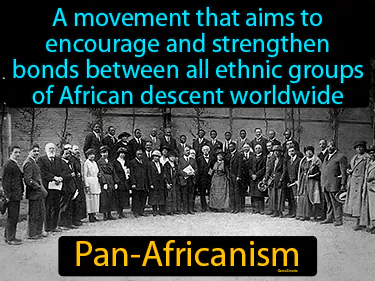 A movement that aims to
encourage and strengthen
bonds between all ethnic groups
of African descent worldwide
Pan-Africanism